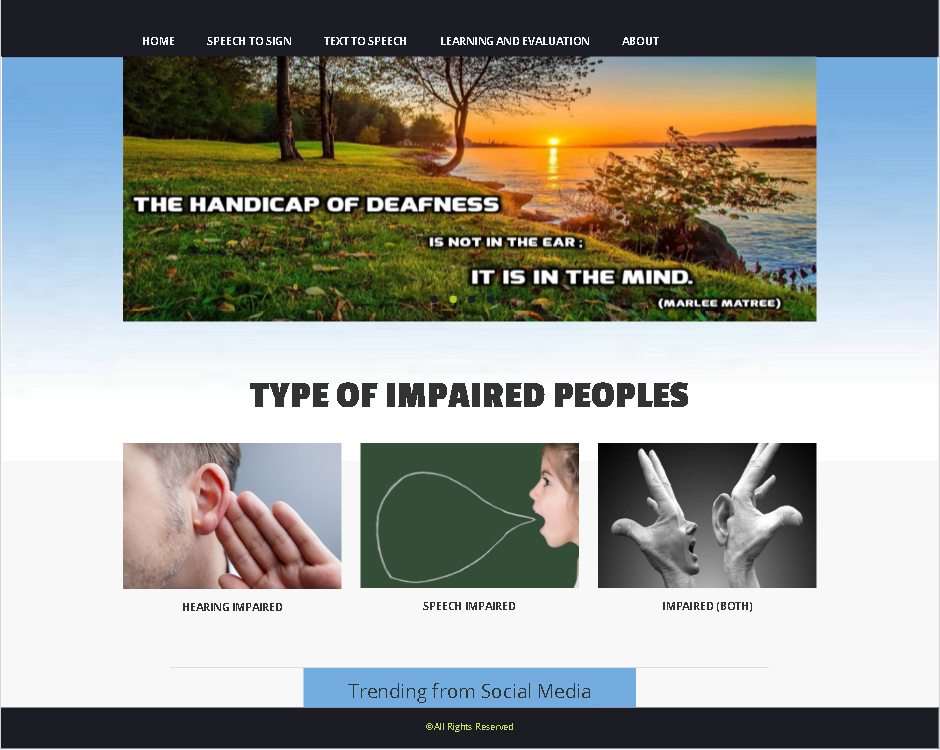 HOME SPEECH TO SIGN TEXT TO SPEECH LEARNING AND EVALUATION ABOUT
THE HANDICAP OF DEAFNESS
IS NOT IN THE EAR ;
IT IS IN THE MIND.
(MARLEE MATREE)
TYPE OF IMPAIRED PEOPLES
HEARING IMPAIRED SPEECH IMPAIRED IMPAIRED (BOTH)
Trending from Social Media
©All Rights Reserved